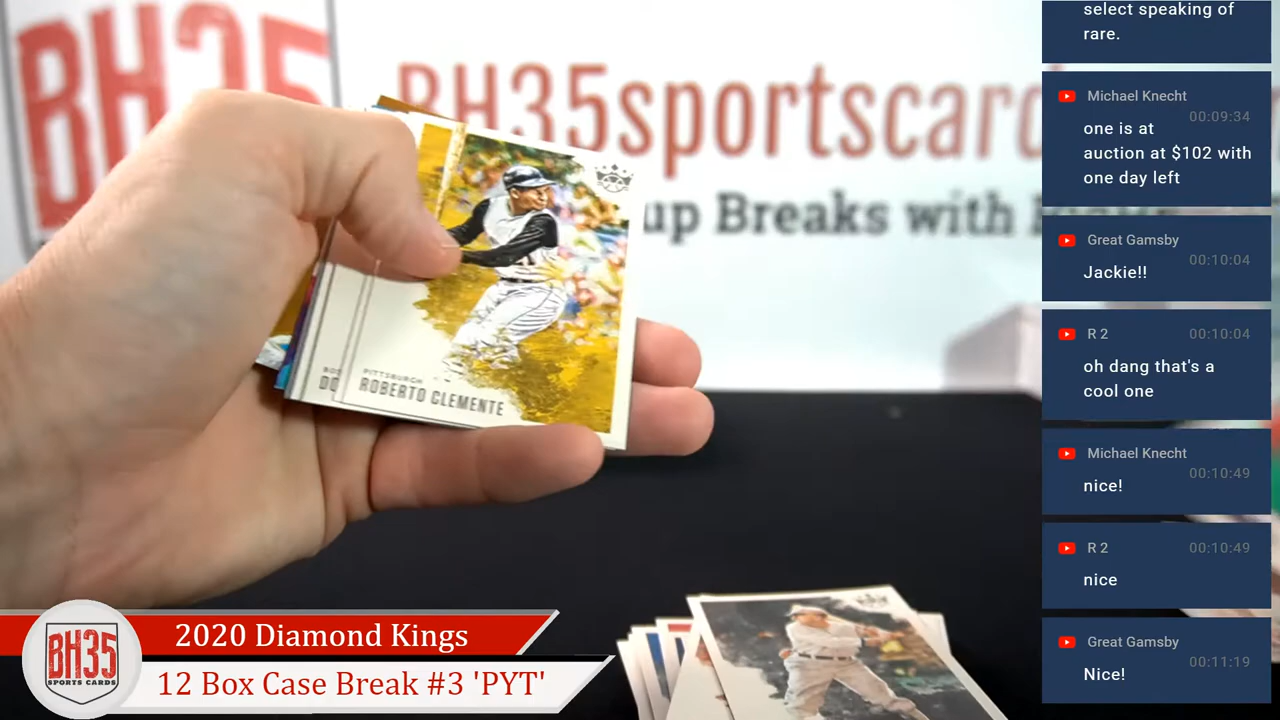 select speaking of
rare.
BH35
BH35sportscard
Michael Knecht
00:09:34
one is at
auction at $102 with
one day left
up Breaks with
Great Gamsby
00:10:04
Jackie!!
R 2
00:10:04
oh dang that's a
cool one
PITTSBURGH
ROBERTO CLEMENTE
BOS
DO
Michael Knecht
00:10:49
nice!
R 2
00:10:49
nice
Great Gamsby
00:11:19
Nice!
2020 Diamond Kings
12 Box Case Break #3 'PYT'
BH35
SPORTS CARDS